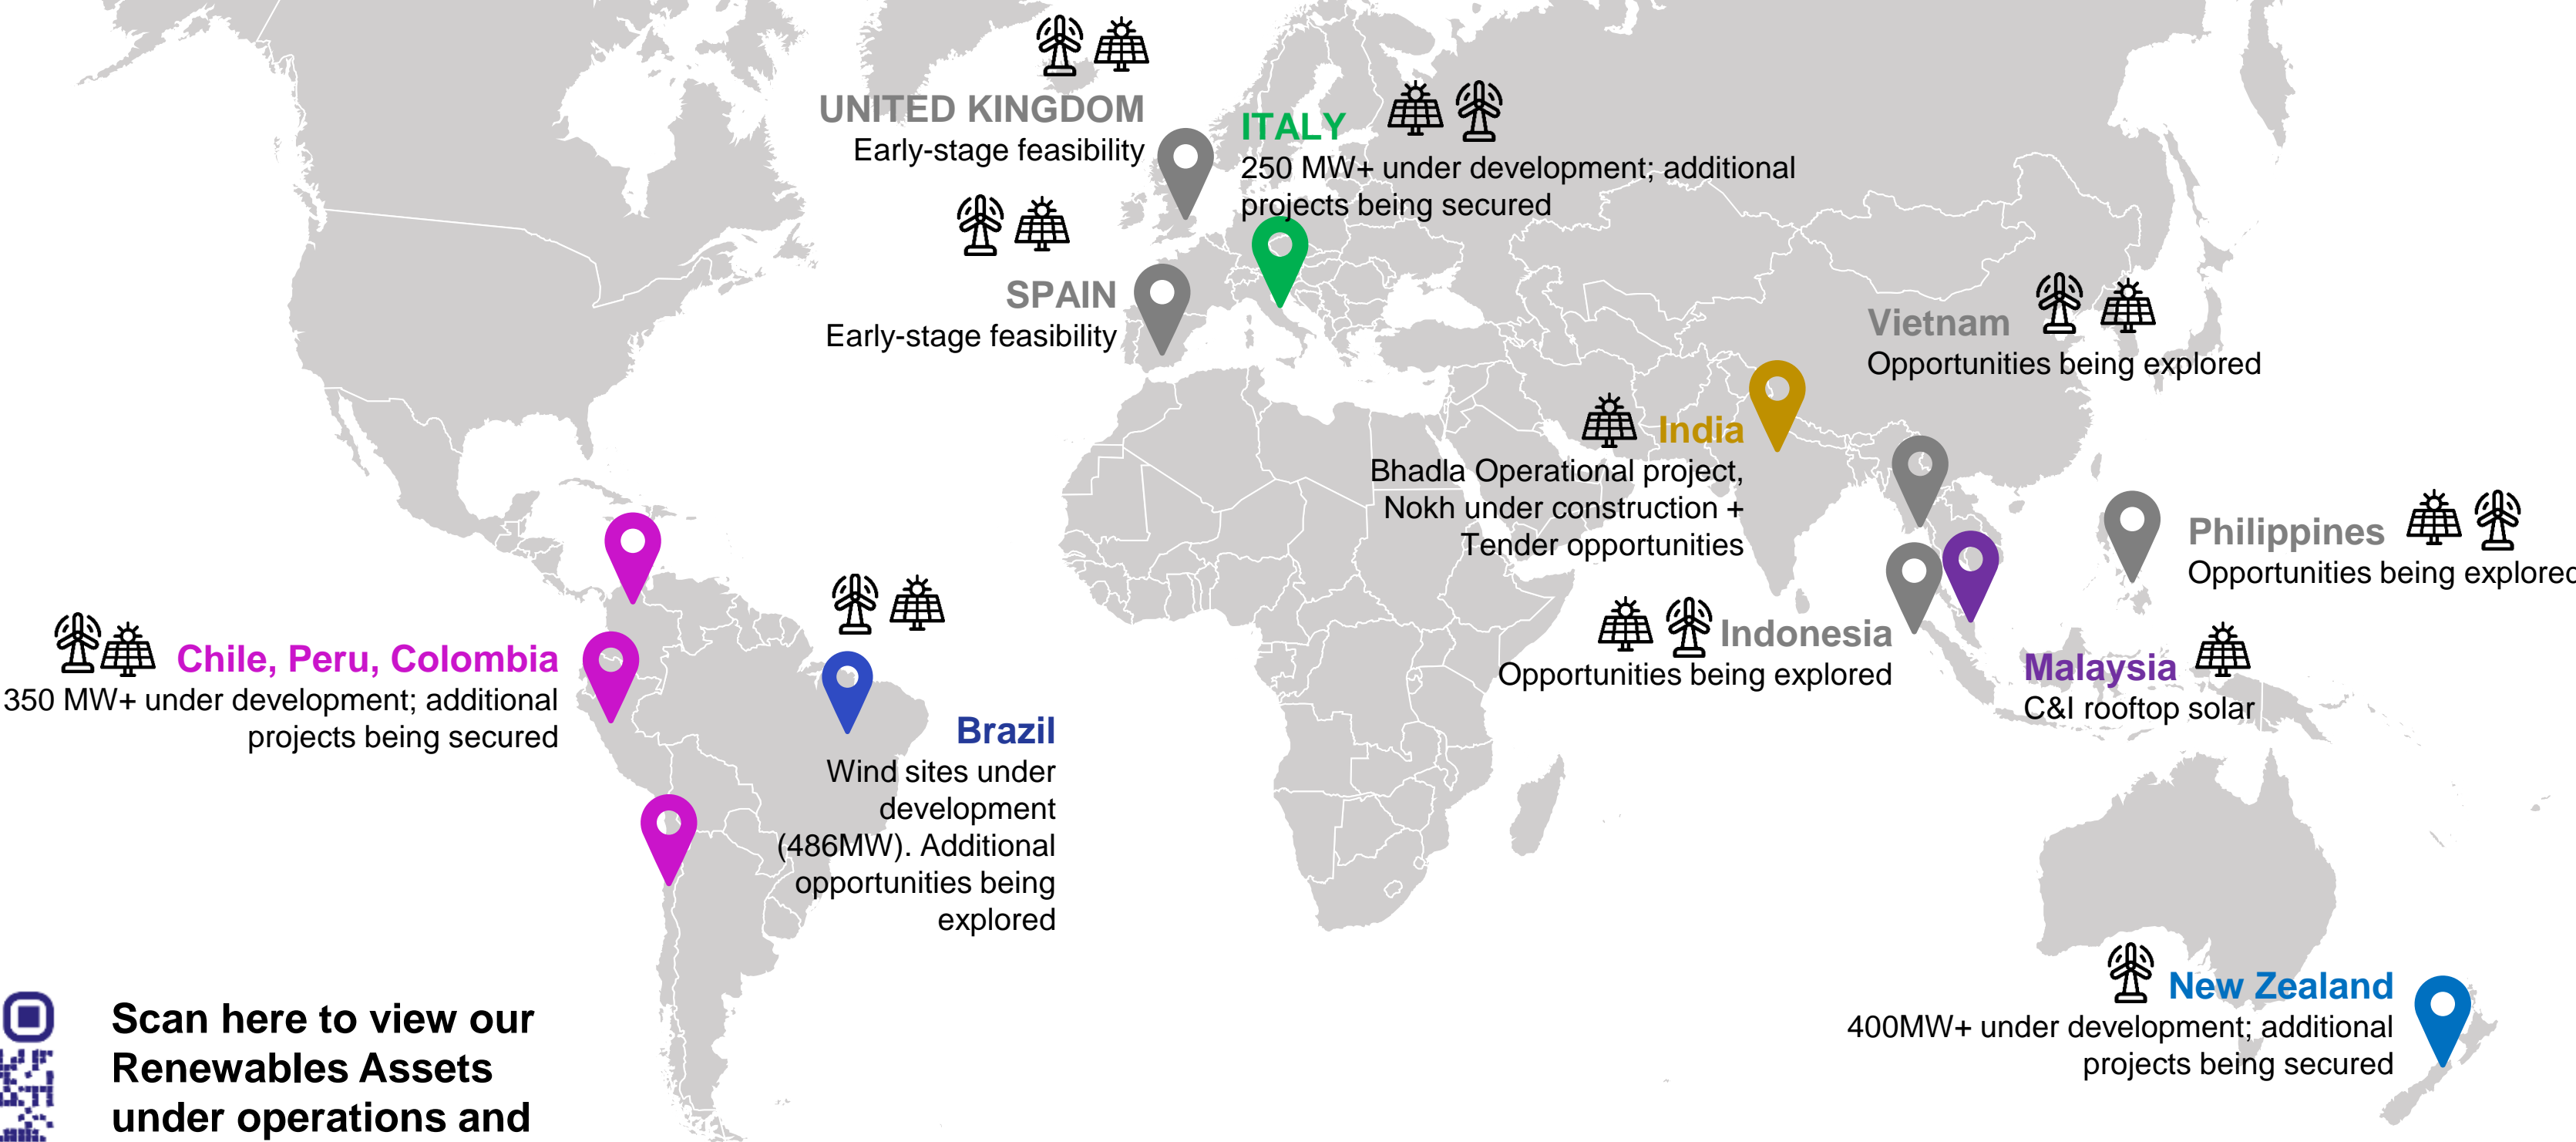 UNITED KINGDOM
Early-stage feasibility
ITALY
250 MW+ under development; additional
projects being secured
SPAIN
Early-stage feasibility
Vietnam
Opportunities being explored
India
Bhadla Operational project,
Nokh under construction +
Tender opportunities
Philippines
Opportunities being explored
Indonesia
Opportunities being explored
Malaysia
C&I rooftop solar
Chile, Peru, Colombia
350 MW+ under development; additional
projects being secured
Brazil
Wind sites under
development
(486MW). Additional
opportunities being
explored
New Zealand
400MW+ under development; additional
projects being secured
Scan here to view our
Renewables Assets
under operations and